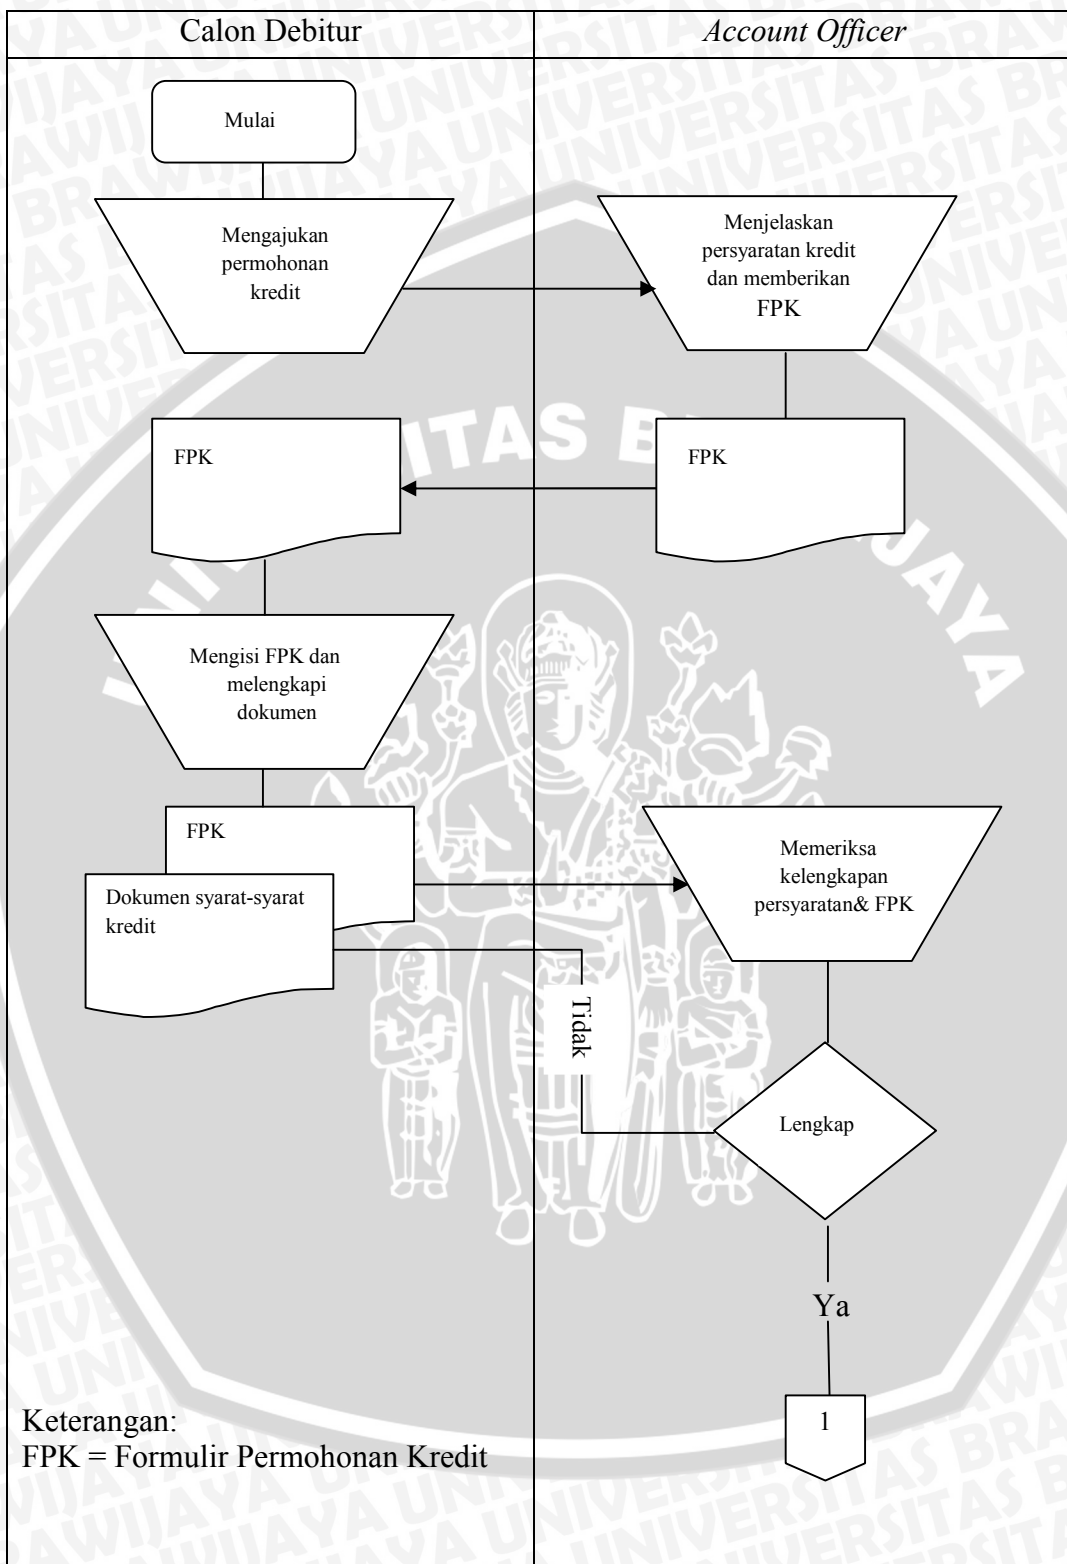 Calon Debitur
Account Officer
Mulai
Mengajukan
permohonan
kredit
Menjelaskan
persyaratan kredit
dan memberikan
FPK
FPK
FPK
Mengisi FPK dan
melengkapi
dokumen
FPK
Dokumen syarat-syarat
kredit
Memeriksa
kelengkapan
persyaratan& FPK
Tidak
Lengkap
Ya
1
Keterangan:
FPK = Formulir Permohonan Kredit